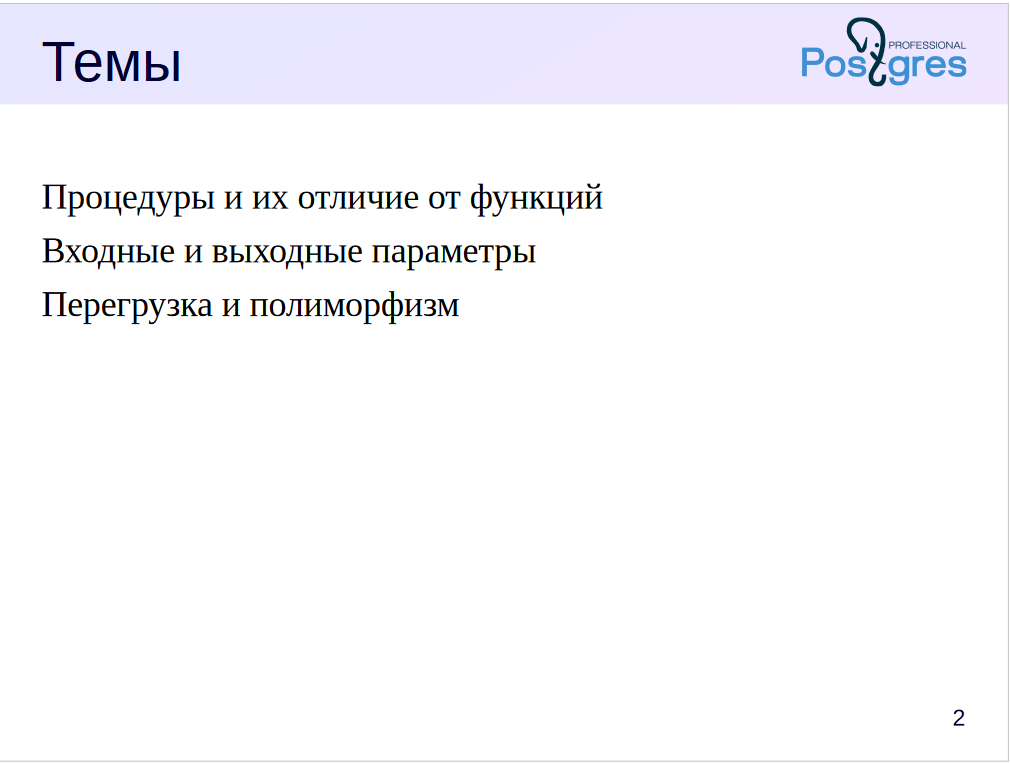 Темы
PROFESSIONAL
Postgres
Процедуры и их отличие от функций
Входные и выходные параметры
Перегрузка и полиморфизм
2